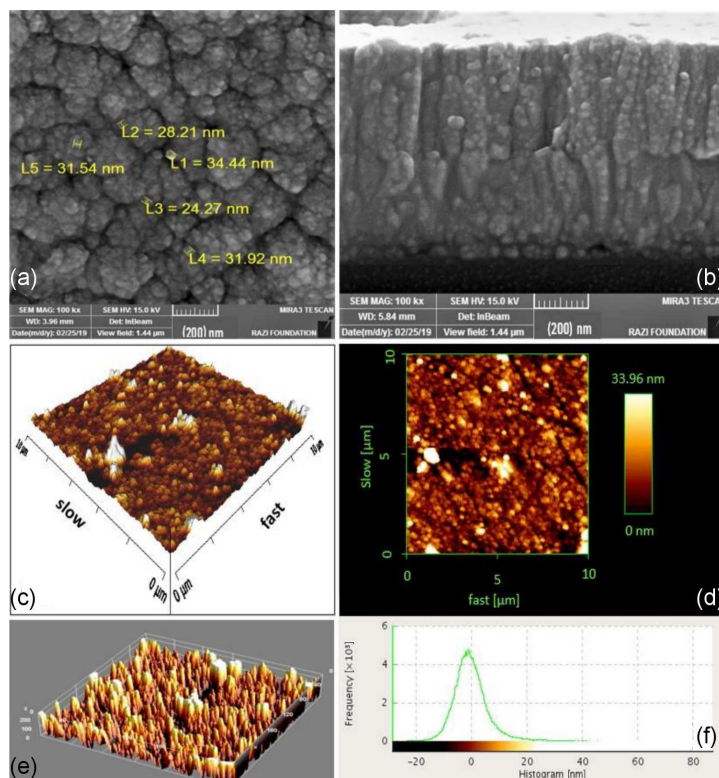 L2 = 28.21 nm
L1 = 34.44 nm
L5 = 31.54 nm
L3 = 24.27 nm
L4 = 31.92 nm
(a)
SEM MAG: 100 kx
SEM HV: 15.0 kV
MIRA3 TESCAN
WD: 3.96 mm
Det: InBeam
(200) nm
Date(m/d/y): 02/25/19
View field: 1.44 µm
RAZI FOUNDATION
(b)
SEM MAG: 100 kx
SEM HV: 15.0 kV
MIRA3 TESCAN
WD: 5.84 mm
Det: InBeam
(200) nm
Date(m/d/y): 02/25/19
View field: 1.44 µm
RAZI FOUNDATION
10 µm
10 µm
slow
fast
0 µm
0 µm
(c)
10
5
0
Slow [µm]
0
5
10
fast [µm]
33.96 nm
0 nm
(d)
200
100
0
(e)
Frequency [×10³]
6
4
2
0
-20
0
20
40
60
80
Histogram [nm]
(f)